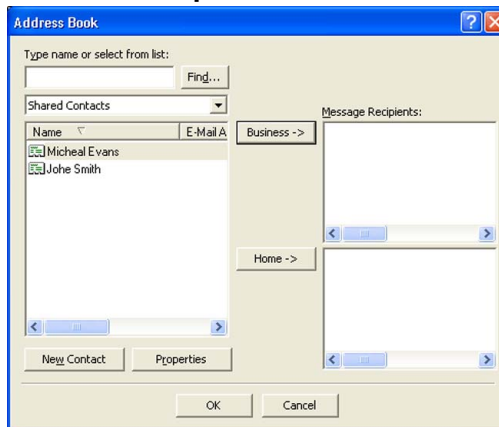 Address Book
Type name or select from list:
Find...
Shared Contacts
Message Recipients:
Name E-Mail A
Business ->
Micheal Evans
Johe Smith
Home ->
New Contact Properties
OK Cancel